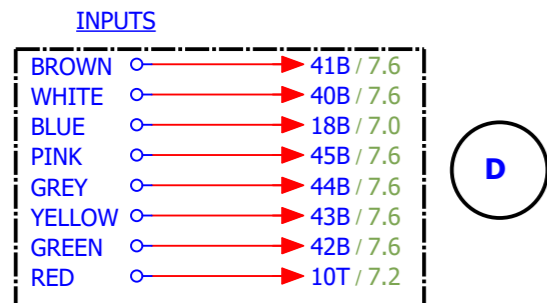 INPUTS
BROWN 41B / 7.6
WHITE 40B / 7.6
BLUE 18B / 7.0
PINK 45B / 7.6
GREY 44B / 7.6
YELLOW 43B / 7.6
GREEN 42B / 7.6
RED 10T / 7.2
D